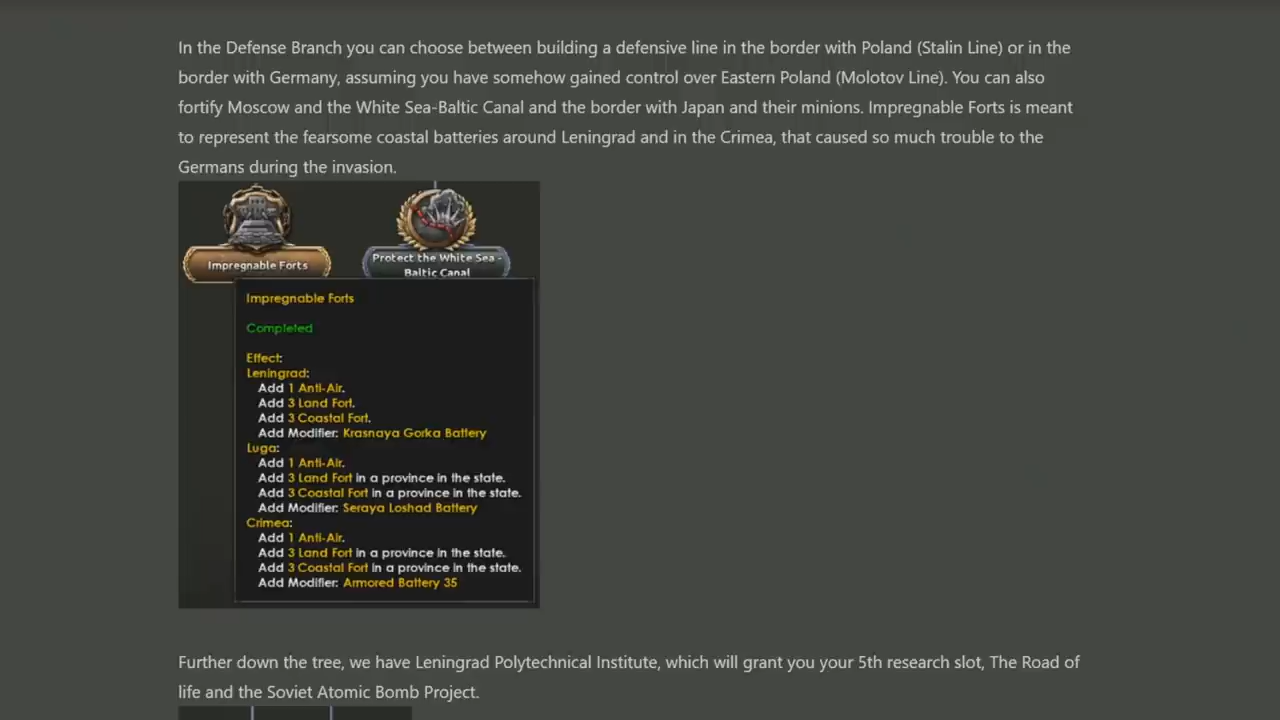 In the Defense Branch you can choose between building a defensive line in the border with Poland (Stalin Line) or in the
border with Germany, assuming you have somehow gained control over Eastern Poland (Molotov Line). You can also
fortify Moscow and the White Sea-Baltic Canal and the border with Japan and their minions. Impregnable Forts is meant
to represent the fearsome coastal batteries around Leningrad and in the Crimea, that caused so much trouble to the
Germans during the invasion.
Impregnable Forts
Protect the White Sea -
Baltic Canal
Impregnable Forts
Completed
Effect:
Leningrad:
Add 1 Anti-Air.
Add 3 Land Fort.
Add 3 Coastal Fort.
Add Modifier: Krasnaya Gorka Battery
Luga:
Add 1 Anti-Air.
Add 3 Land Fort in a province in the state.
Add 3 Coastal Fort in a province in the state.
Add Modifier: Seraya Loshad Battery
Crimea:
Add 1 Anti-Air.
Add 3 Land Fort in a province in the state.
Add 3 Coastal Fort in a province in the state.
Add Modifier: Armored Battery 35
Further down the tree, we have Leningrad Polytechnical Institute, which will grant you your 5th research slot, The Road of
life and the Soviet Atomic Bomb Project.